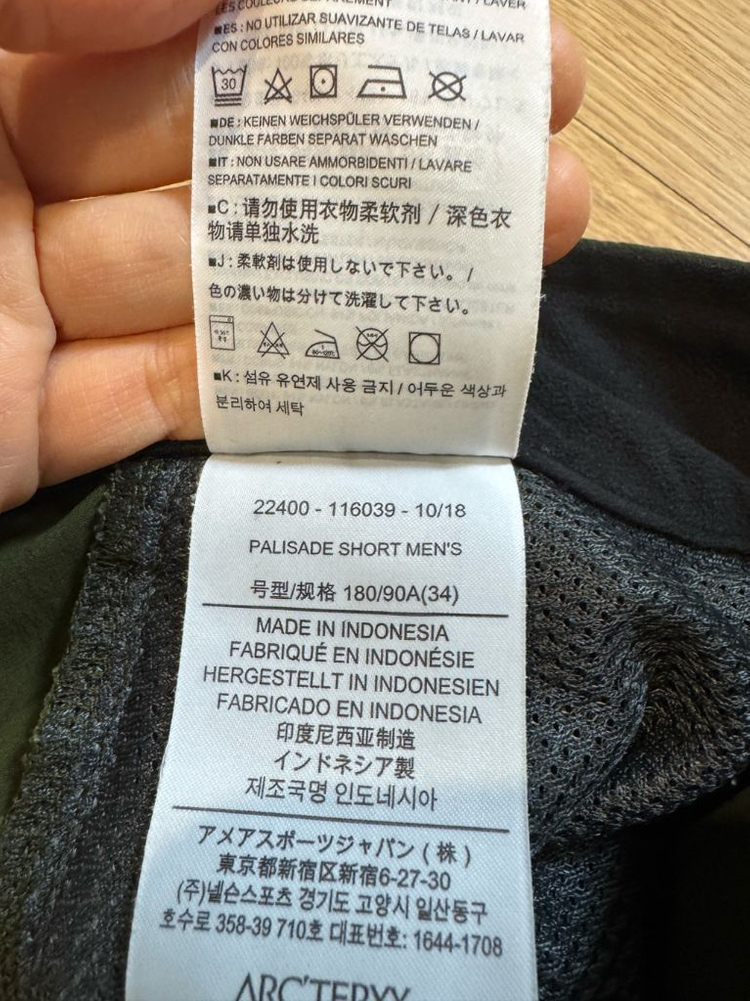 LES COULEURS SÉPARÉMENT
■ES : NO UTILIZAR SUAVIZANTE DE TELAS / LAVAR
CON COLORES SIMILARES
30
■DE : KEINEN WEICHSPÜLER VERWENDEN /
DUNKLE FARBEN SEPARAT WASCHEN
■IT : NON USARE AMMORBIDENTI / LAVARE
SEPARATAMENTE I COLORI SCURI
■C : 请勿使用衣物柔软剂 / 深色衣
物请单独水洗
■J : 柔軟剤は使用しないで下さい。 /
色の濃い物は分けて洗濯して下さい。
■K : 섬유 유연제 사용 금지 / 어두운 색상과
분리하여 세탁
22400 - 116039 - 10/18
PALISADE SHORT MEN'S
号型/规格 180/90A(34)
MADE IN INDONESIA
FABRIQUÉ EN INDONÉSIE
HERGESTELLT IN INDONESIEN
FABRICADO EN INDONESIA
印度尼西亚制造
インドネシア製
제조국명 인도네시아
アメアスポーツジャパン ( 株 )
東京都新宿区新宿6-27-30
(주)넬슨스포츠 경기도 고양시 일산동구
호수로 358-39 710호 대표번호: 1644-1708
ARC'TERYX